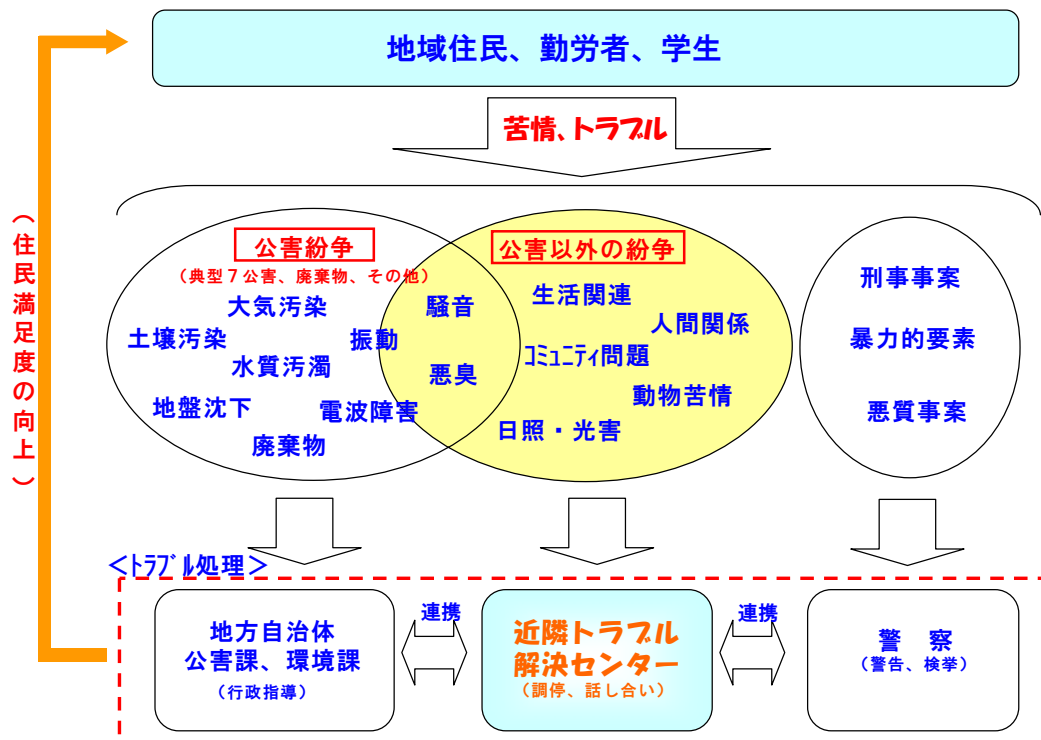 地域住民、勤労者、学生
苦情、トラブル
（住民満足度の向上）
公害紛争
（典型７公害、廃棄物、その他）
大気汚染
土壌汚染
振動
水質汚濁
地盤沈下
電波障害
廃棄物
騒音
悪臭
公害以外の紛争
生活関連
人間関係
ｺﾐｭﾆﾃｨ問題
動物苦情
日照・光害
刑事事案
暴力的要素
悪質事案
＜ﾄﾗﾌﾞﾙ処理＞
地方自治体
公害課、環境課
（行政指導）
連携
近隣トラブル
解決センター
（調停、話し合い）
連携
警　察
（警告、検挙）